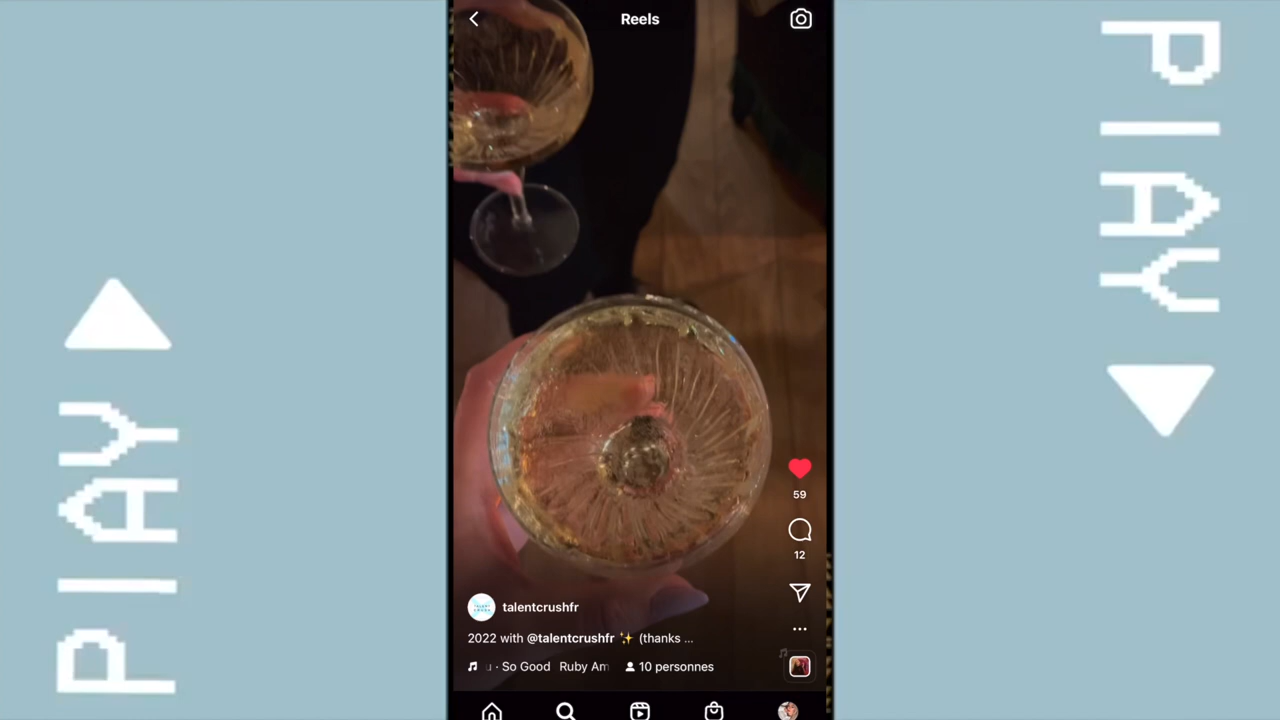 Reels
PLAY
PLAY
59
12
talentcrushfr
2022 with @talentcrushfr ✨ (thanks ...
u · So Good Ruby Am
10 personnes